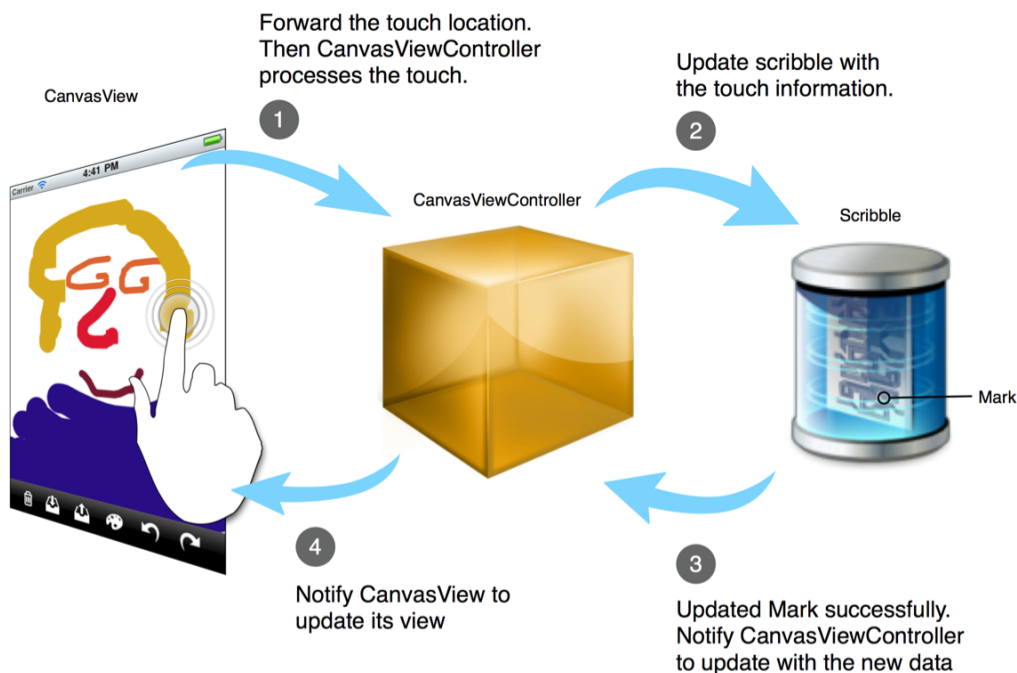 Forward the touch location.
Then CanvasViewController
processes the touch.
CanvasView
1
Update scribble with
the touch information.
2
Carrier
4:41 PM
CanvasViewController
Scribble
Mark
4
Notify CanvasView to
update its view
3
Updated Mark successfully.
Notify CanvasViewController
to update with the new data